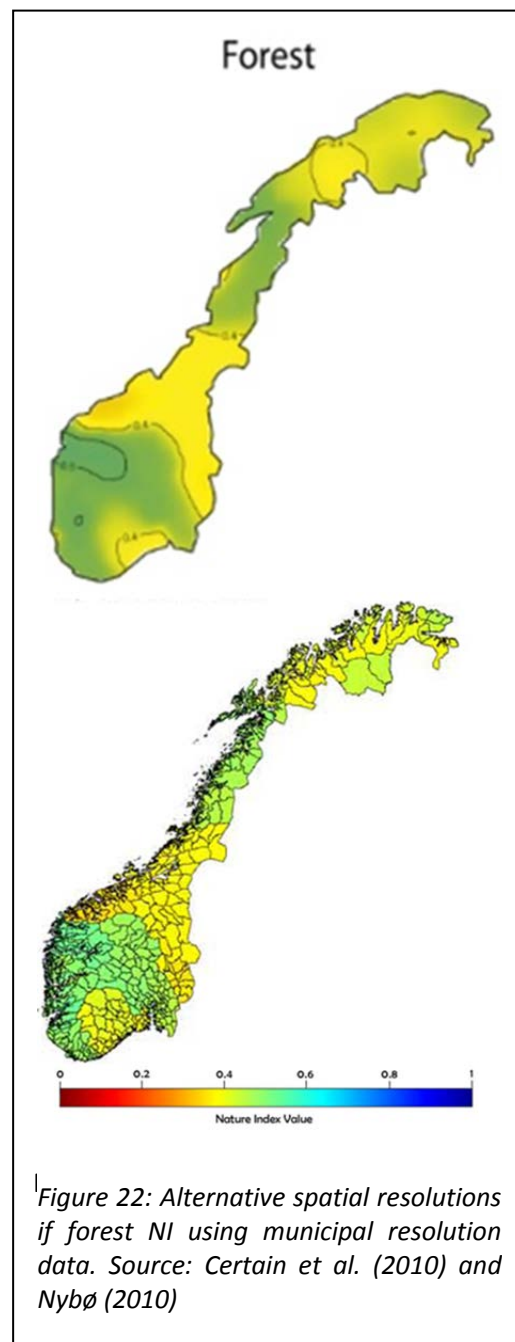 Forest
0.4
0.4
0.4
0.5
0.4
0 0.2 0.4 0.6 0.8 1
Nature Index Value
Figure 22: Alternative spatial resolutions
if forest NI using municipal resolution
data. Source: Certain et al. (2010) and
Nybø (2010)